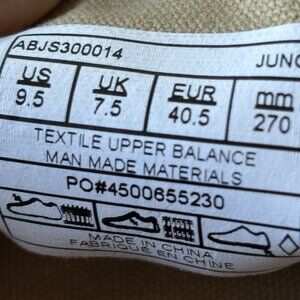 ABJS300014 JUNG
US UK EUR mm
9.5 7.5 40.5 270
TEXTILE UPPER BALANCE
MAN MADE MATERIALS
PO#4500655230
MADE IN CHINA
FABRIQUÉ EN CHINE